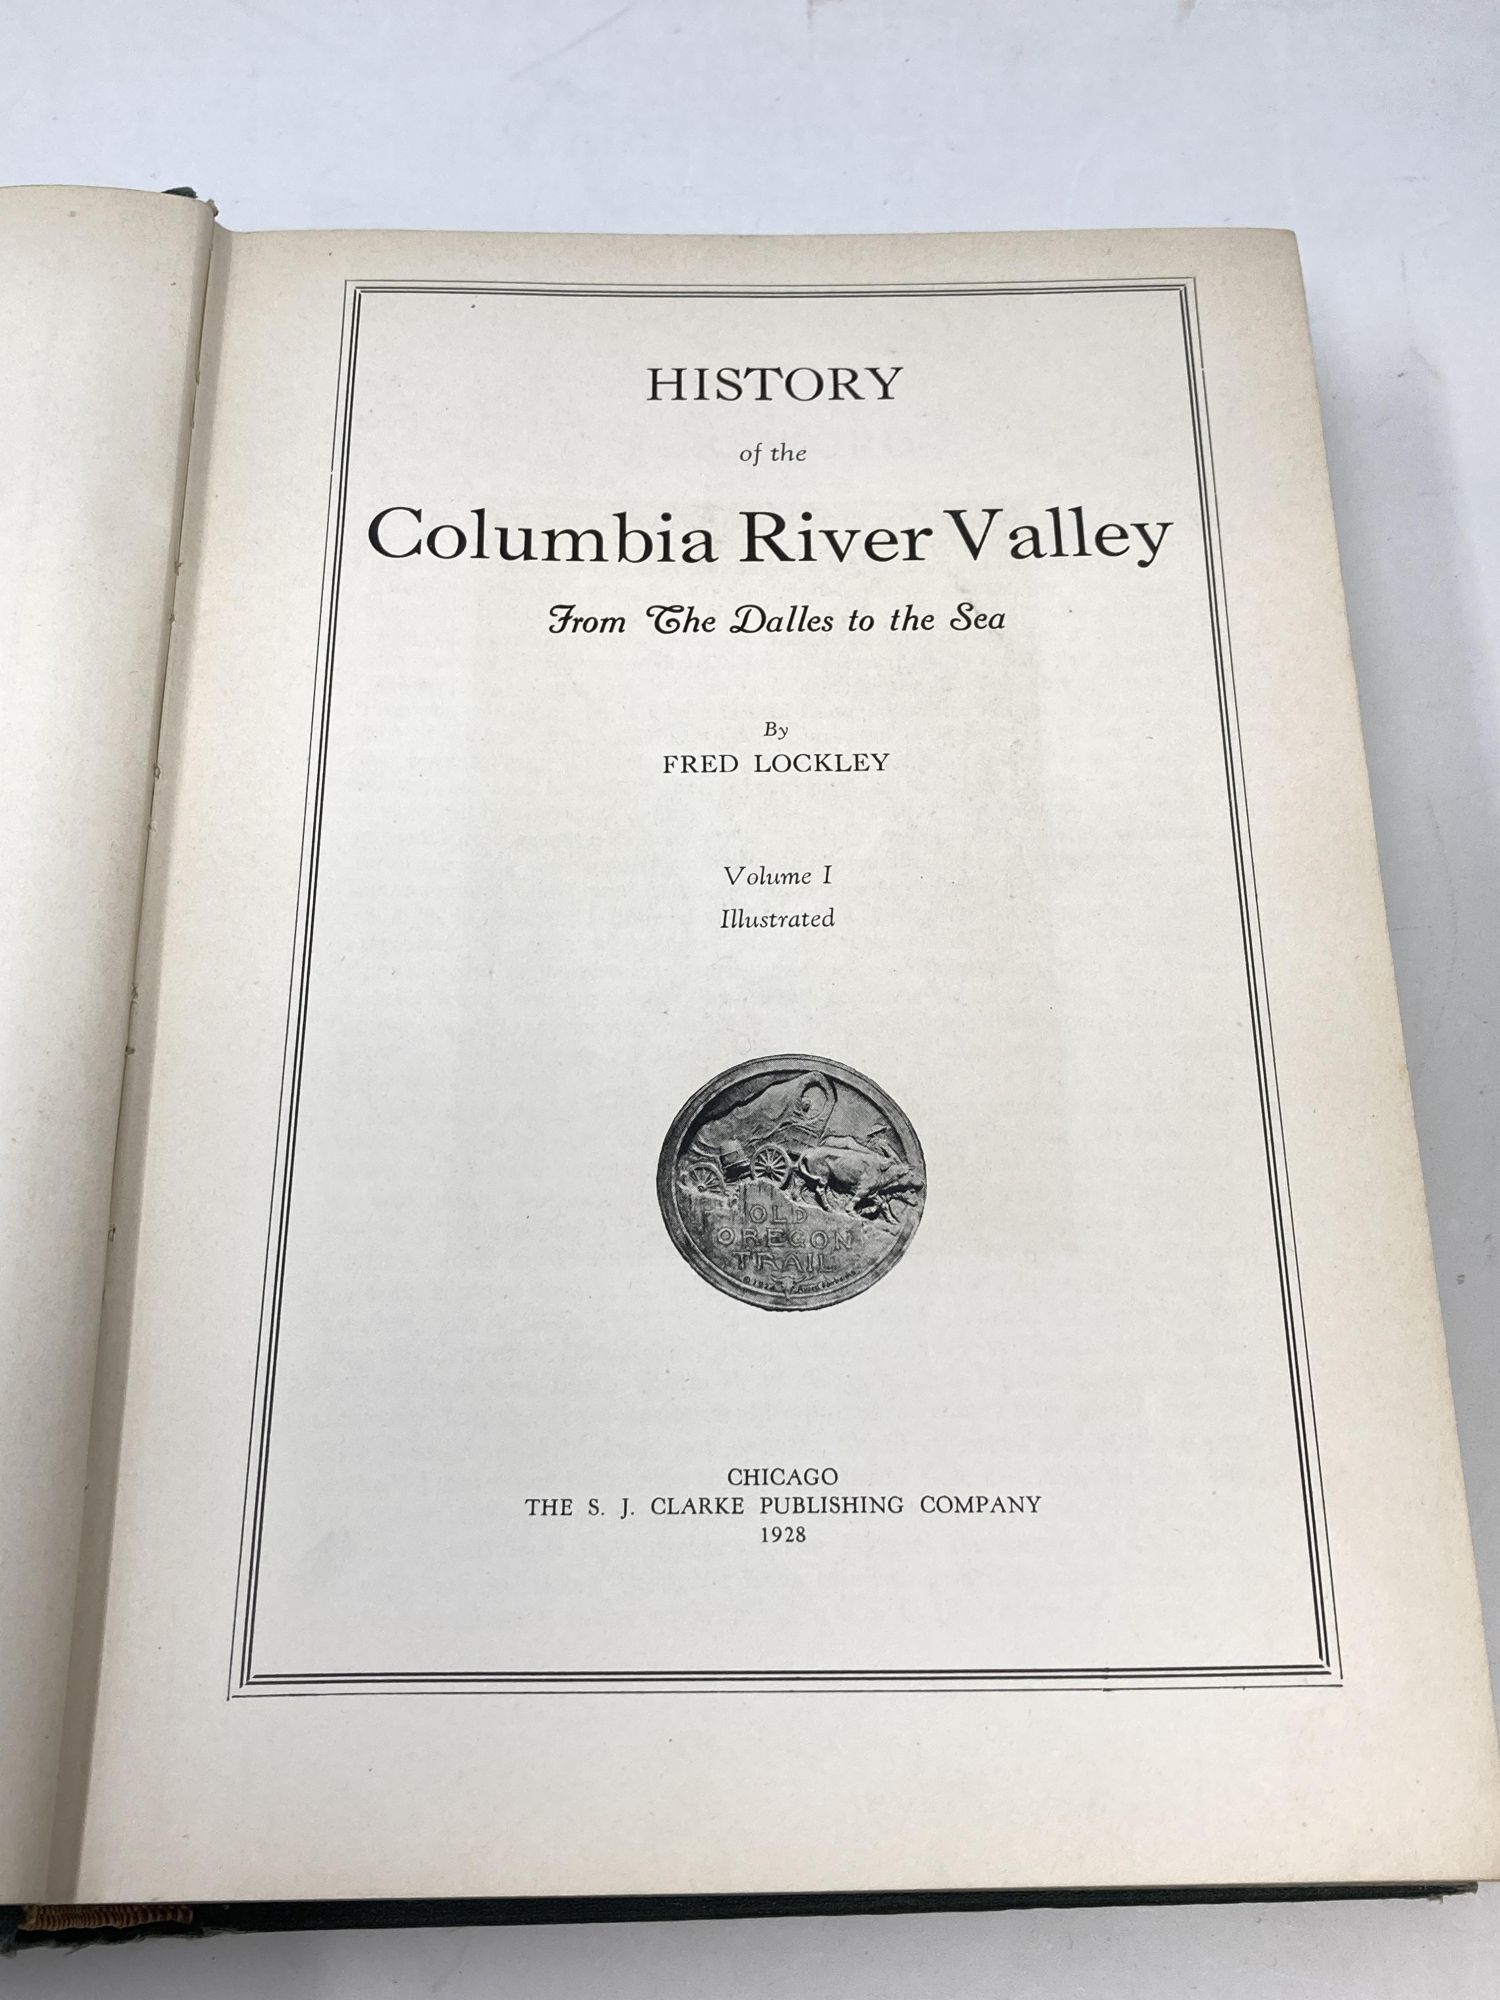 HISTORY
of the
Columbia River Valley
From The Dalles to the Sea
By
FRED LOCKLEY
Volume I
Illustrated
OLD
OREGON
TRAIL
CHICAGO
THE S. J. CLARKE PUBLISHING COMPANY
1928